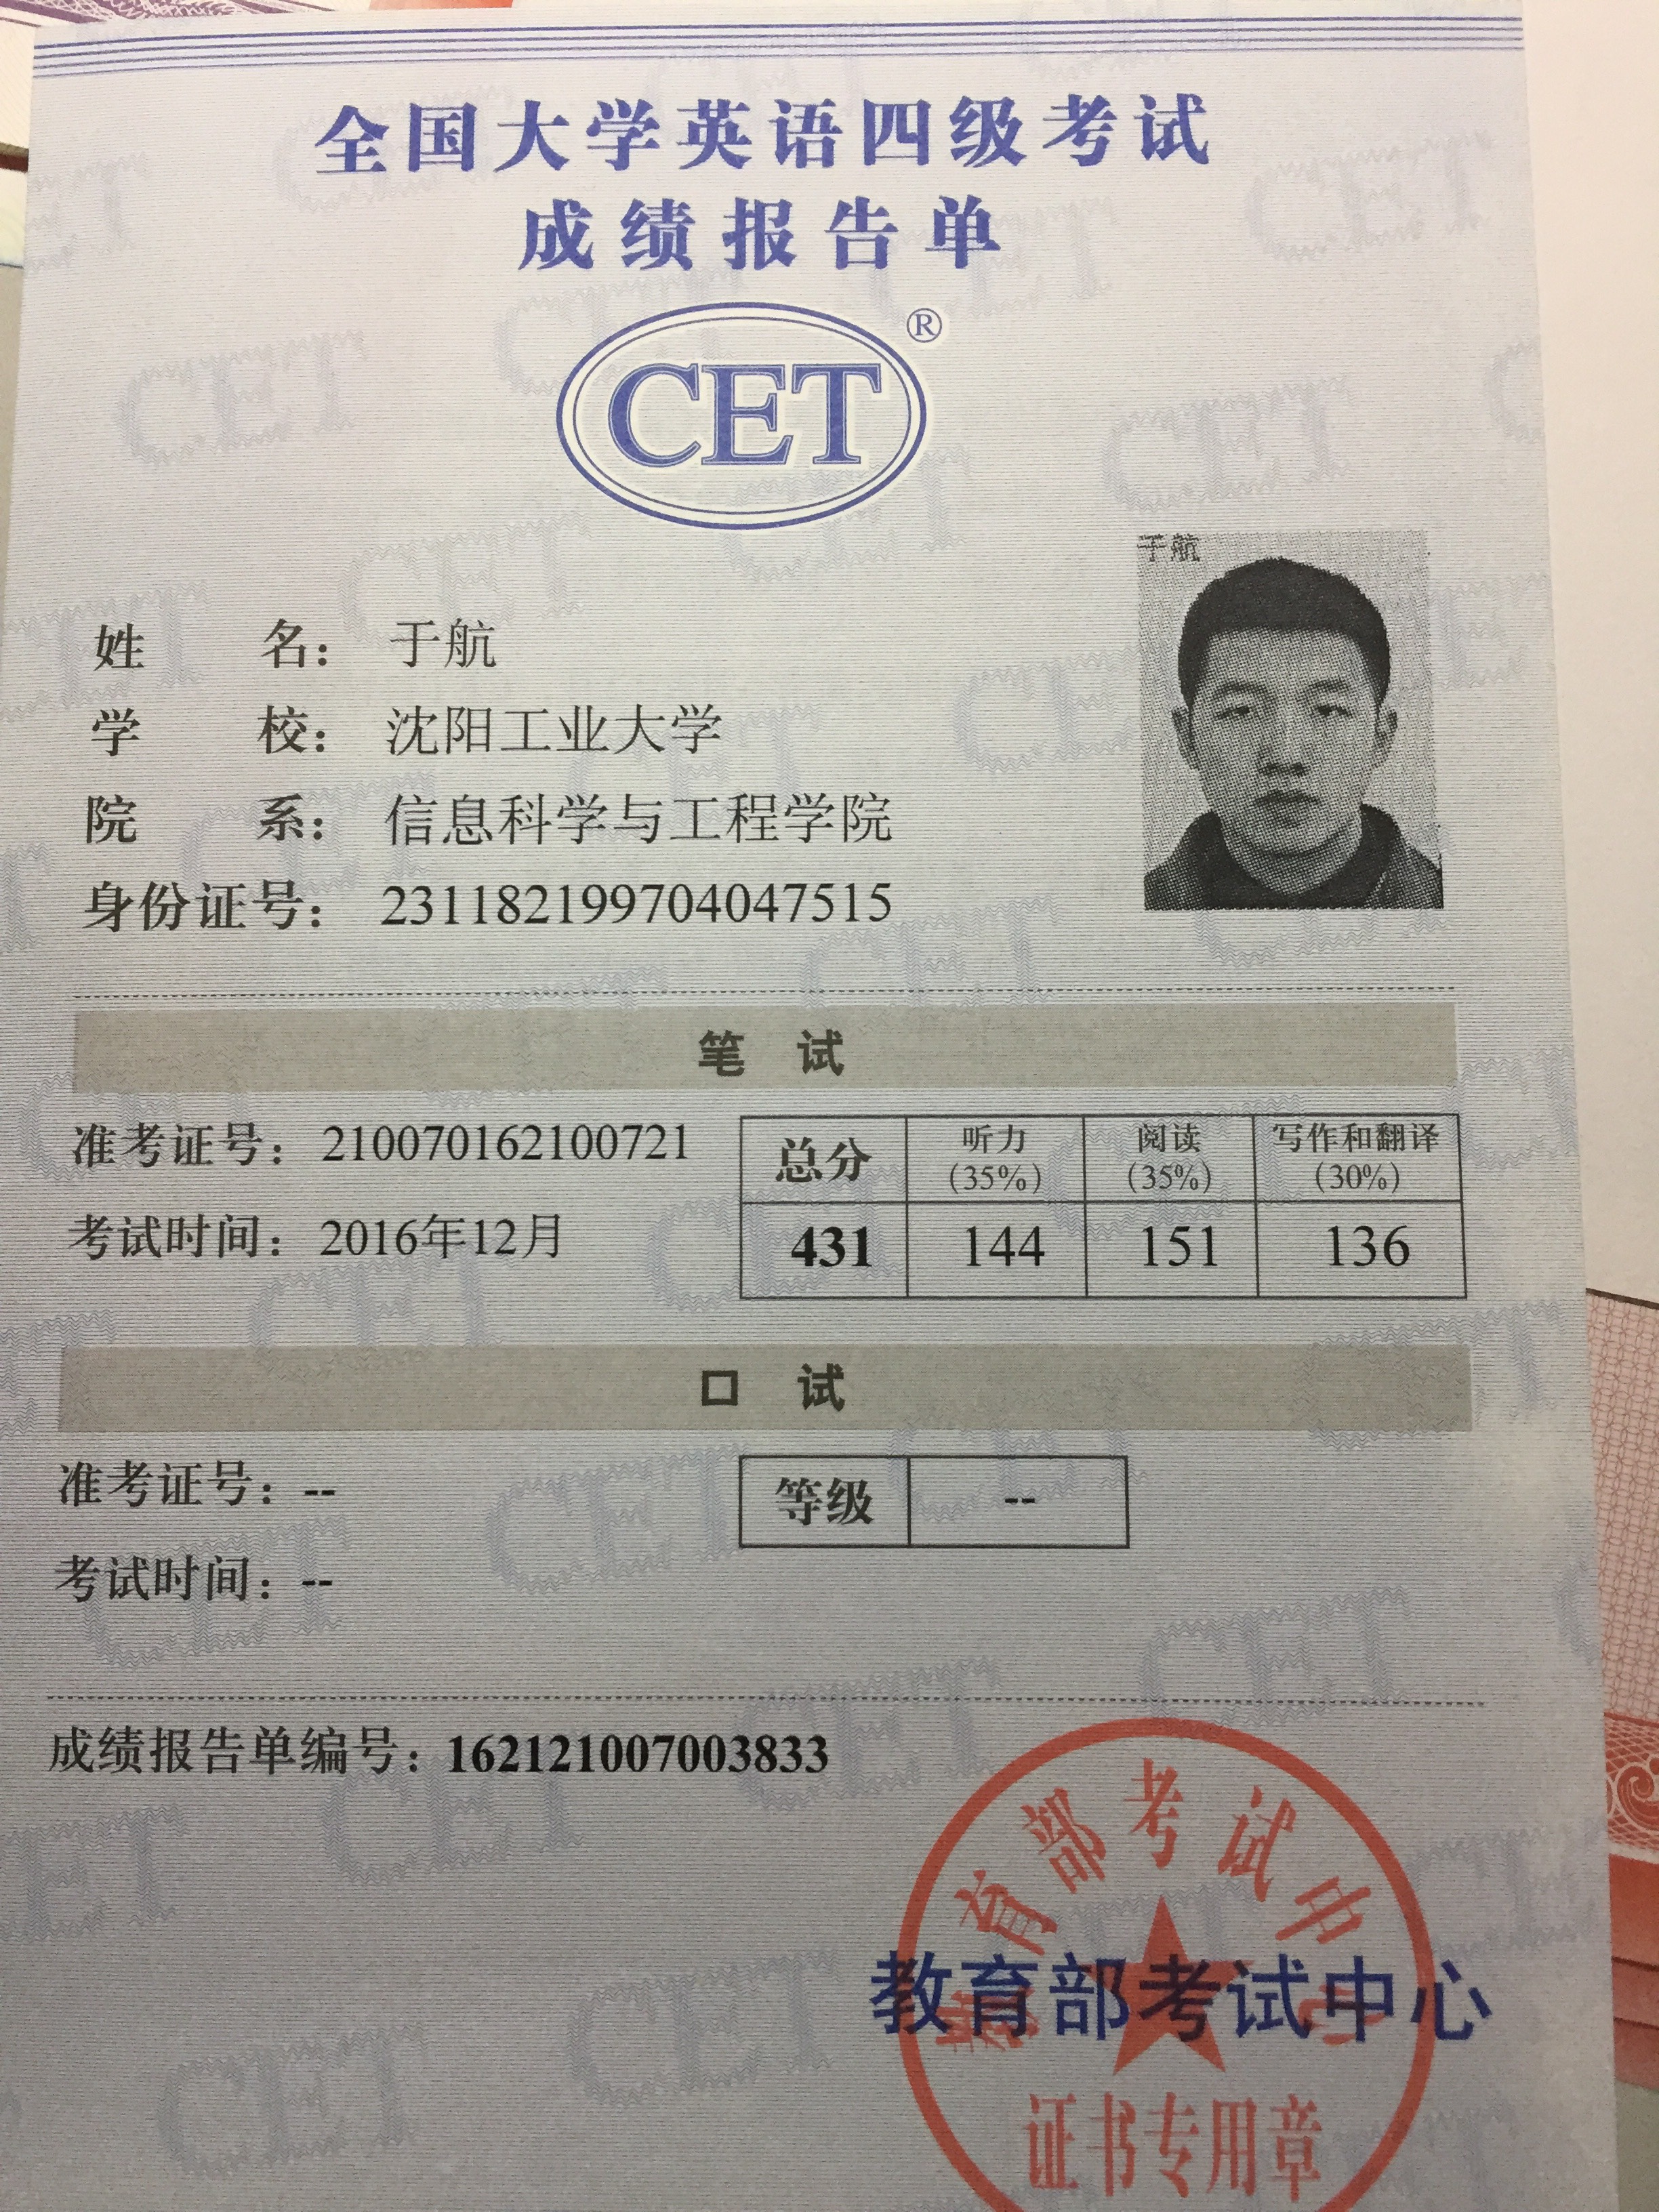 全国大学英语四级考试
成绩报告单
CET®
于航
姓名：于航
学校：沈阳工业大学
院系：信息科学与工程学院
身份证号：231182199704047515
笔试
准考证号：210070162100721
考试时间：2016年12月
总分 听力(35%) 阅读(35%) 写作和翻译(30%)
431 144 151 136
口试
准考证号：--
等级 --
考试时间：--
成绩报告单编号：162121007003833
教育部考试中心
教育部考试中心
证书专用章